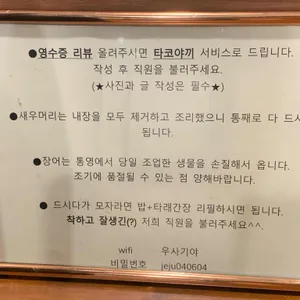 ●영수증 리뷰 올려주시면 타코야끼 서비스로 드립니다.
작성 후 직원을 불러주세요.
(★사진과 글 작성은 필수★)
●새우머리는 내장을 모두 제거하고 조리했으니 통째로 다 드셔도
됩니다.
●장어는 통영에서 당일 조업한 생물을 손질해서 옵니다.
조기에 품절될 수 있는 점 양해바랍니다.
● 드시다가 모자라면 밥+타래간장 리필하시면 됩니다.
착하고 잘생긴(?) 저희 직원을 불러주세요^^.
wifi 우사기야
비밀번호 jeju040604